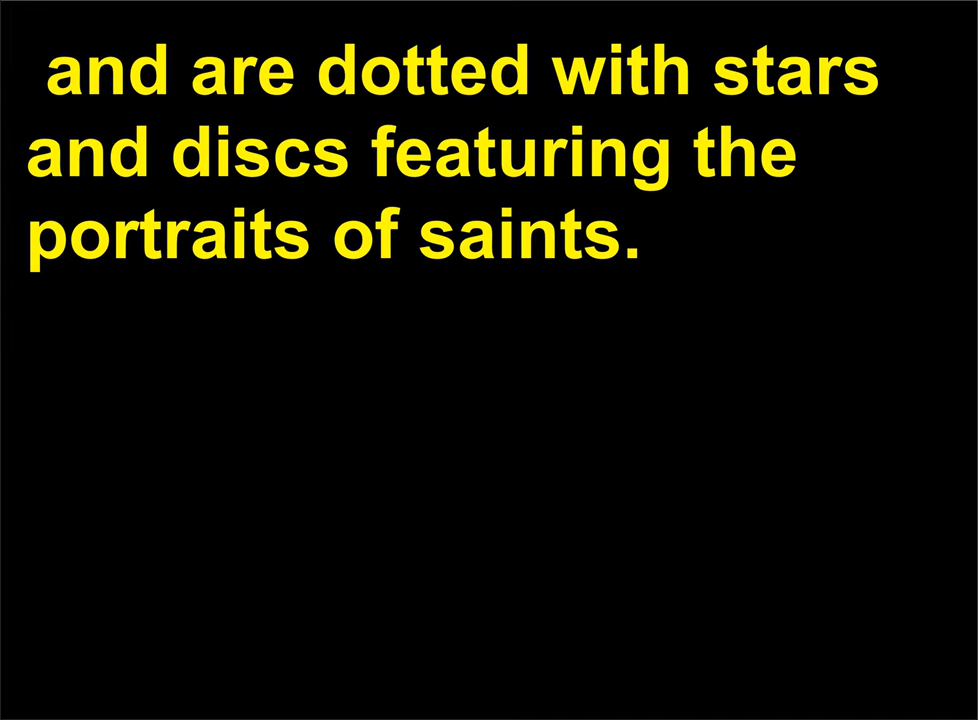 and are dotted with stars
and discs featuring the
portraits of saints.